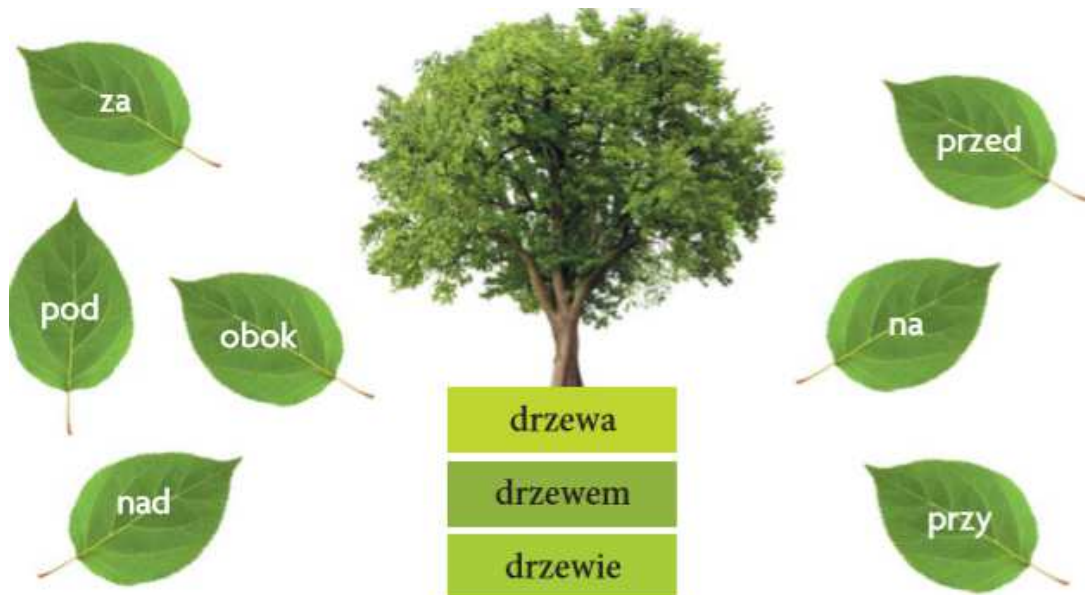 za
przed
pod
obok
na
drzewa
drzewem
nad
przy
drzewie